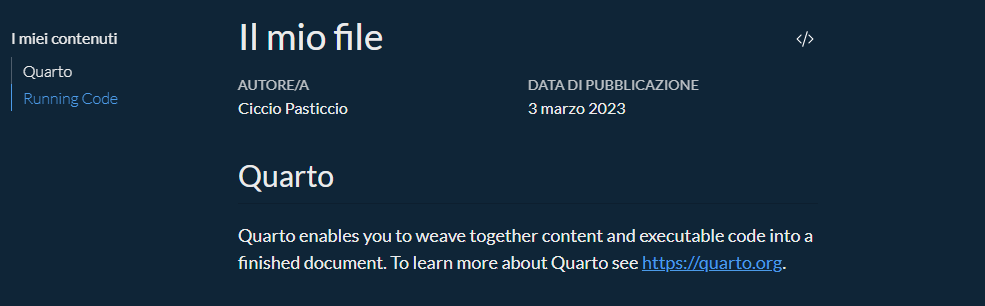 I miei contenuti
Quarto
Running Code
Il mio file
</>
AUTORE/A
Ciccio Pasticcio
DATA DI PUBBLICAZIONE
3 marzo 2023
Quarto
Quarto enables you to weave together content and executable code into a
finished document. To learn more about Quarto see https://quarto.org.